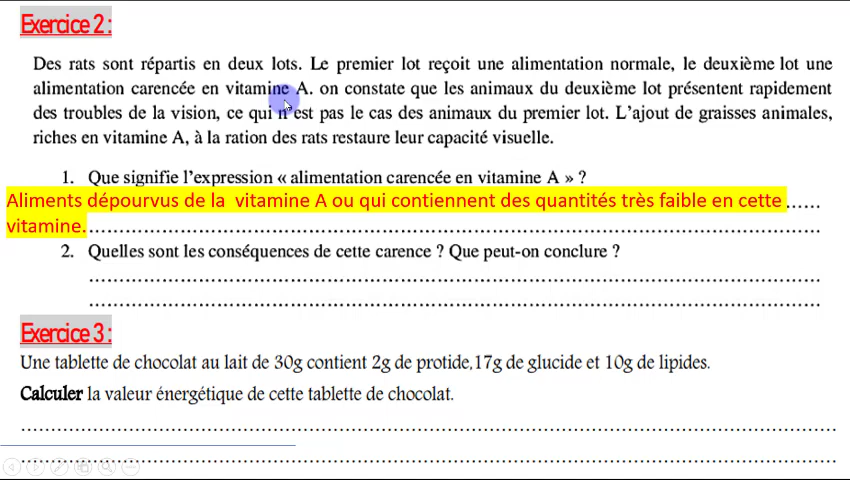 Exercice 2 :
Des rats sont répartis en deux lots. Le premier lot reçoit une alimentation normale, le deuxième lot une
alimentation carencée en vitamine A. on constate que les animaux du deuxième lot présentent rapidement
des troubles de la vision, ce qui n'est pas le cas des animaux du premier lot. L'ajout de graisses animales,
riches en vitamine A, à la ration des rats restaure leur capacité visuelle.
1. Que signifie l'expression « alimentation carencée en vitamine A » ?
Aliments dépourvus de la vitamine A ou qui contiennent des quantités très faible en cette ......
vitamine. ........................................................................................................
2. Quelles sont les conséquences de cette carence ? Que peut-on conclure ?
........................................................................................................
........................................................................................................
Exercice 3 :
Une tablette de chocolat au lait de 30g contient 2g de protide,17g de glucide et 10g de lipides.
Calculer la valeur énergétique de cette tablette de chocolat.
........................................................................................................
........................................................................................................